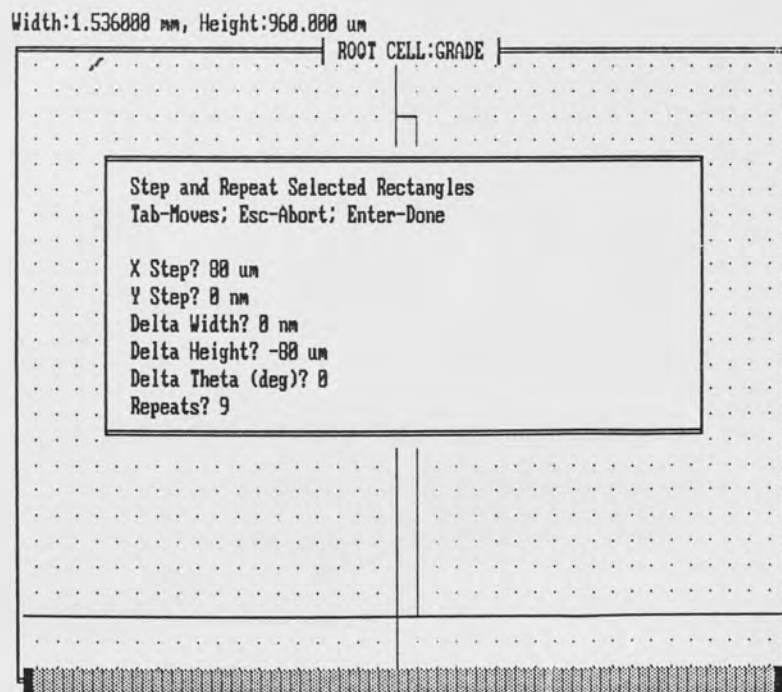 Width:1.536000 mm, Height:960.000 um
ROOT CELL:GRADE
Step and Repeat Selected Rectangles
Tab-Moves; Esc-Abort; Enter-Done
X Step? 80 um
Y Step? 0 nm
Delta Width? 0 nm
Delta Height? -80 um
Delta Theta (deg)? 0
Repeats? 9